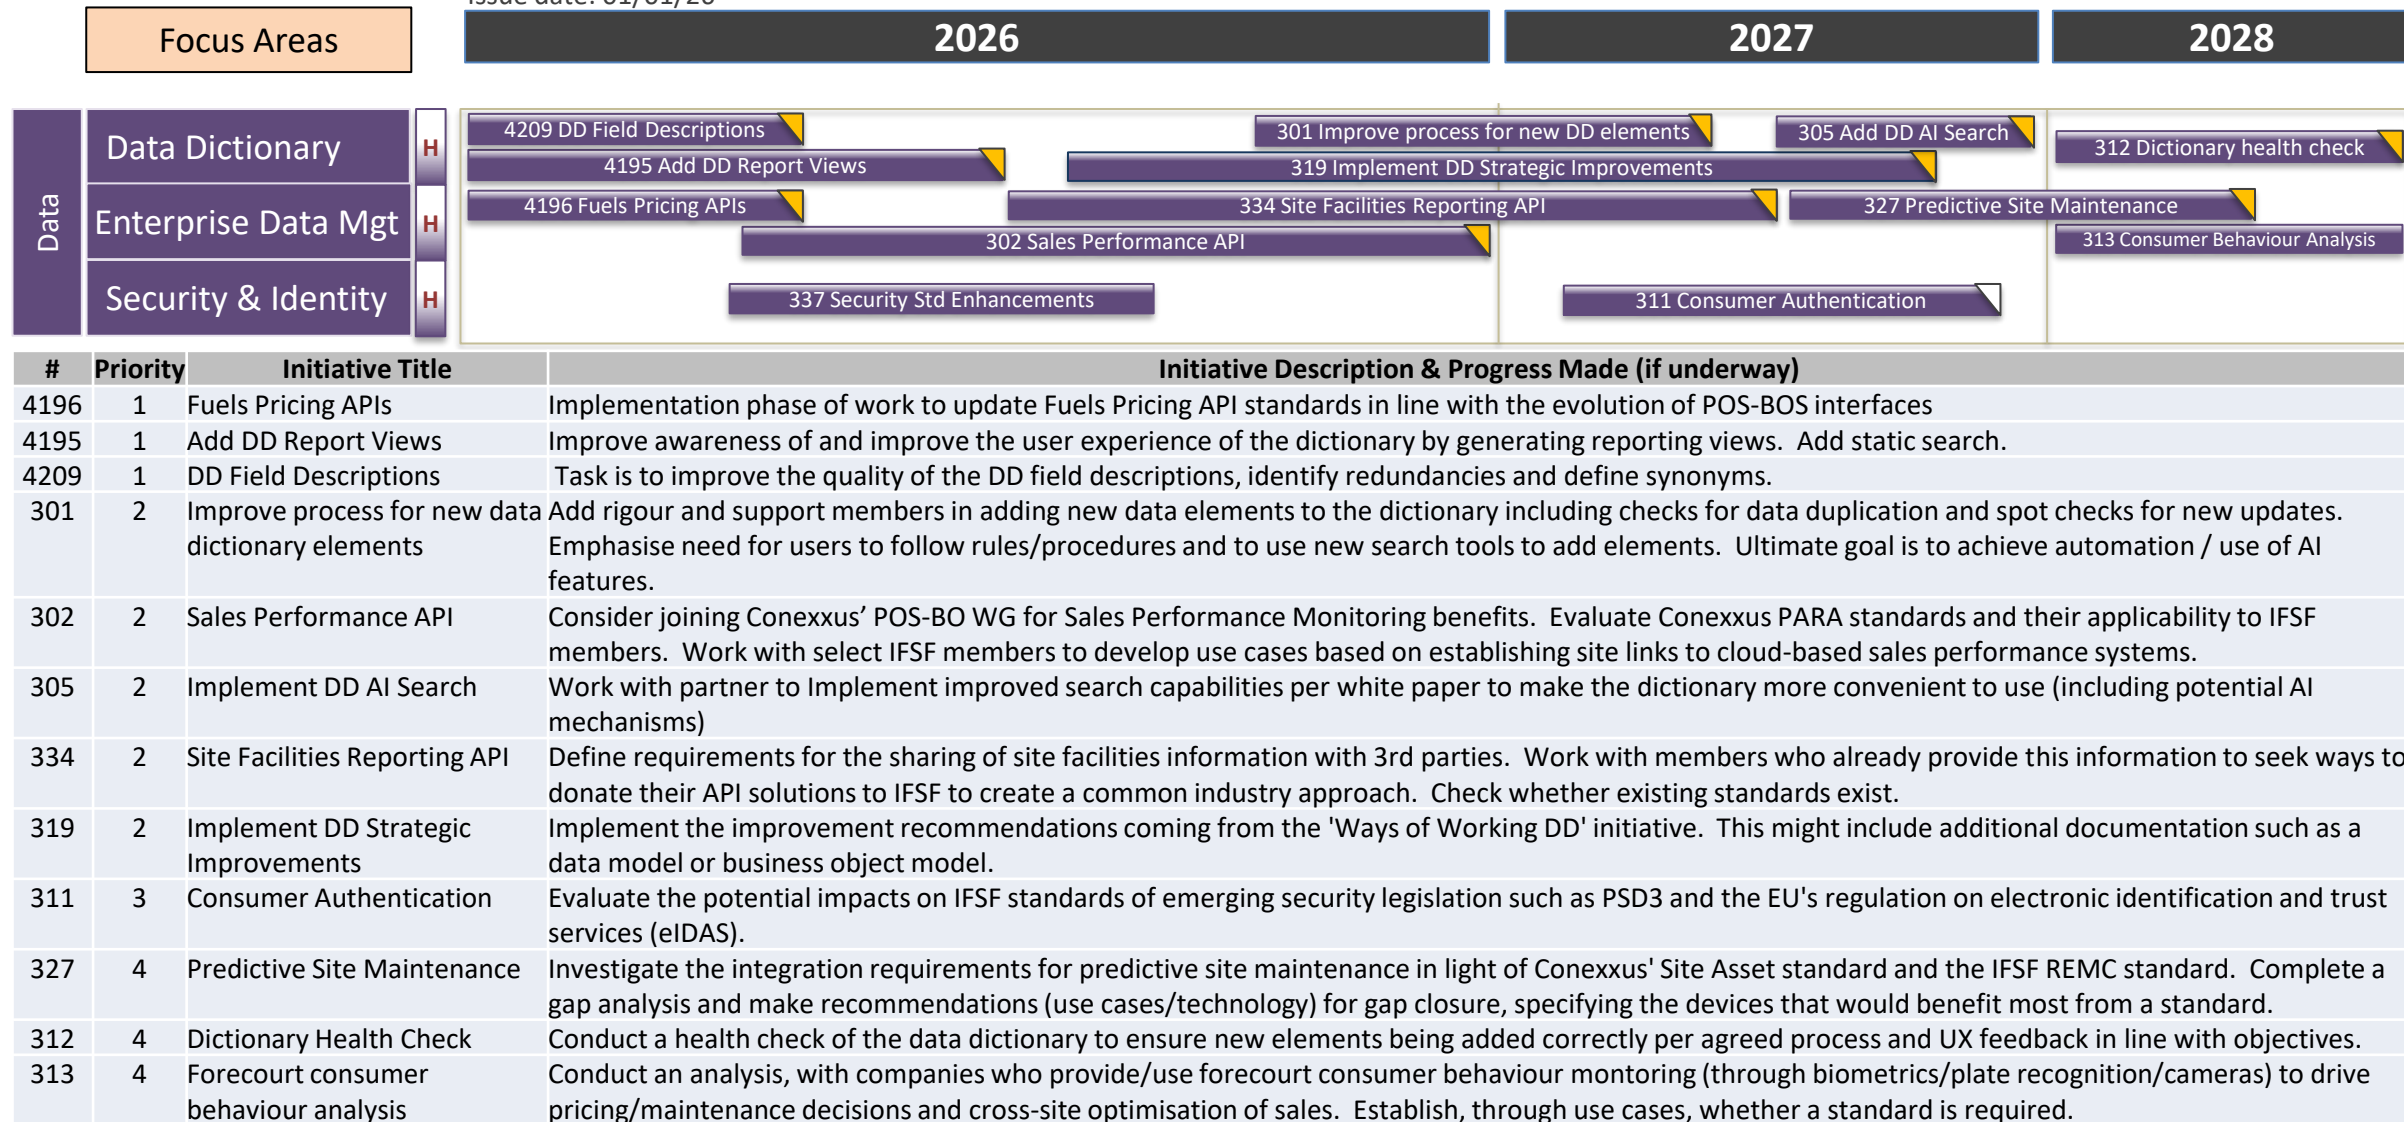 Issue date: 01/01/26
Focus Areas
2026
2027
2028
Data
Data Dictionary
H
4209 DD Field Descriptions
301 Improve process for new DD elements
305 Add DD AI Search
312 Dictionary health check
4195 Add DD Report Views
319 Implement DD Strategic Improvements
Enterprise Data Mgt
H
4196 Fuels Pricing APIs
334 Site Facilities Reporting API
327 Predictive Site Maintenance
302 Sales Performance API
313 Consumer Behaviour Analysis
Security & Identity
H
337 Security Std Enhancements
311 Consumer Authentication
# Priority Initiative Title Initiative Description & Progress Made (if underway)
4196 1 Fuels Pricing APIs Implementation phase of work to update Fuels Pricing API standards in line with the evolution of POS-BOS interfaces
4195 1 Add DD Report Views Improve awareness of and improve the user experience of the dictionary by generating reporting views.  Add static search.
4209 1 DD Field Descriptions Task is to improve the quality of the DD field descriptions, identify redundancies and define synonyms.
301 2 Improve process for new data Add rigour and support members in adding new data elements to the dictionary including checks for data duplication and spot checks for new updates.
dictionary elements Emphasise need for users to follow rules/procedures and to use new search tools to add elements.  Ultimate goal is to achieve automation / use of AI
features.
302 2 Sales Performance API Consider joining Conexxus’ POS-BO WG for Sales Performance Monitoring benefits.  Evaluate Conexxus PARA standards and their applicability to IFSF
members.  Work with select IFSF members to develop use cases based on establishing site links to cloud-based sales performance systems.
305 2 Implement DD AI Search Work with partner to Implement improved search capabilities per white paper to make the dictionary more convenient to use (including potential AI
mechanisms)
334 2 Site Facilities Reporting API Define requirements for the sharing of site facilities information with 3rd parties.  Work with members who already provide this information to seek ways to
donate their API solutions to IFSF to create a common industry approach.  Check whether existing standards exist.
319 2 Implement DD Strategic Implement the improvement recommendations coming from the 'Ways of Working DD' initiative.  This might include additional documentation such as a
Improvements data model or business object model.
311 3 Consumer Authentication Evaluate the potential impacts on IFSF standards of emerging security legislation such as PSD3 and the EU's regulation on electronic identification and trust
services (eIDAS).
327 4 Predictive Site Maintenance Investigate the integration requirements for predictive site maintenance in light of Conexxus' Site Asset standard and the IFSF REMC standard.  Complete a
gap analysis and make recommendations (use cases/technology) for gap closure, specifying the devices that would benefit most from a standard.
312 4 Dictionary Health Check Conduct a health check of the data dictionary to ensure new elements being added correctly per agreed process and UX feedback in line with objectives.
313 4 Forecourt consumer Conduct an analysis, with companies who provide/use forecourt consumer behaviour montoring (through biometrics/plate recognition/cameras) to drive
behaviour analysis pricing/maintenance decisions and cross-site optimisation of sales.  Establish, through use cases, whether a standard is required.